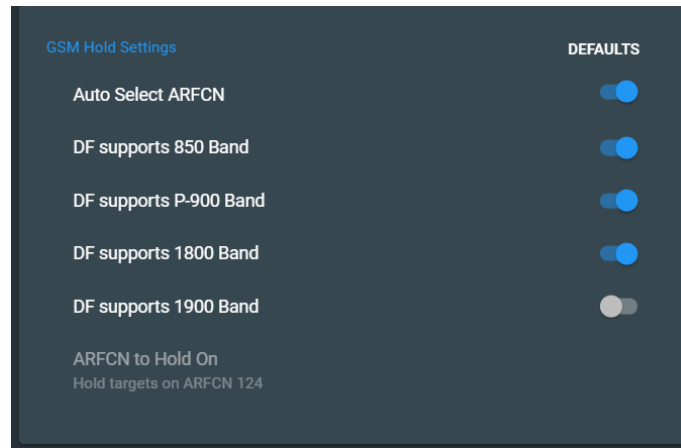 GSM Hold Settings
DEFAULTS
Auto Select ARFCN
DF supports 850 Band
DF supports P-900 Band
DF supports 1800 Band
DF supports 1900 Band
ARFCN to Hold On
Hold targets on ARFCN 124